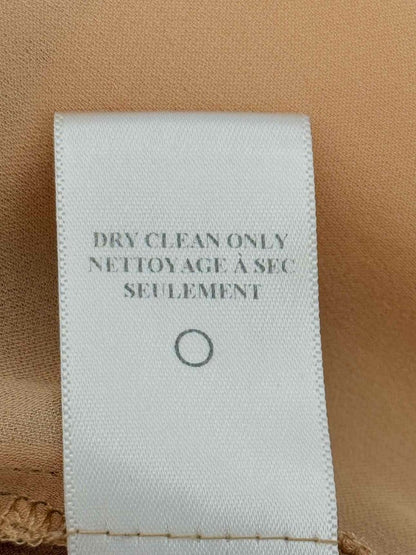 DRY CLEAN ONLY
NETTOYAGE À SEC
SEULEMENT